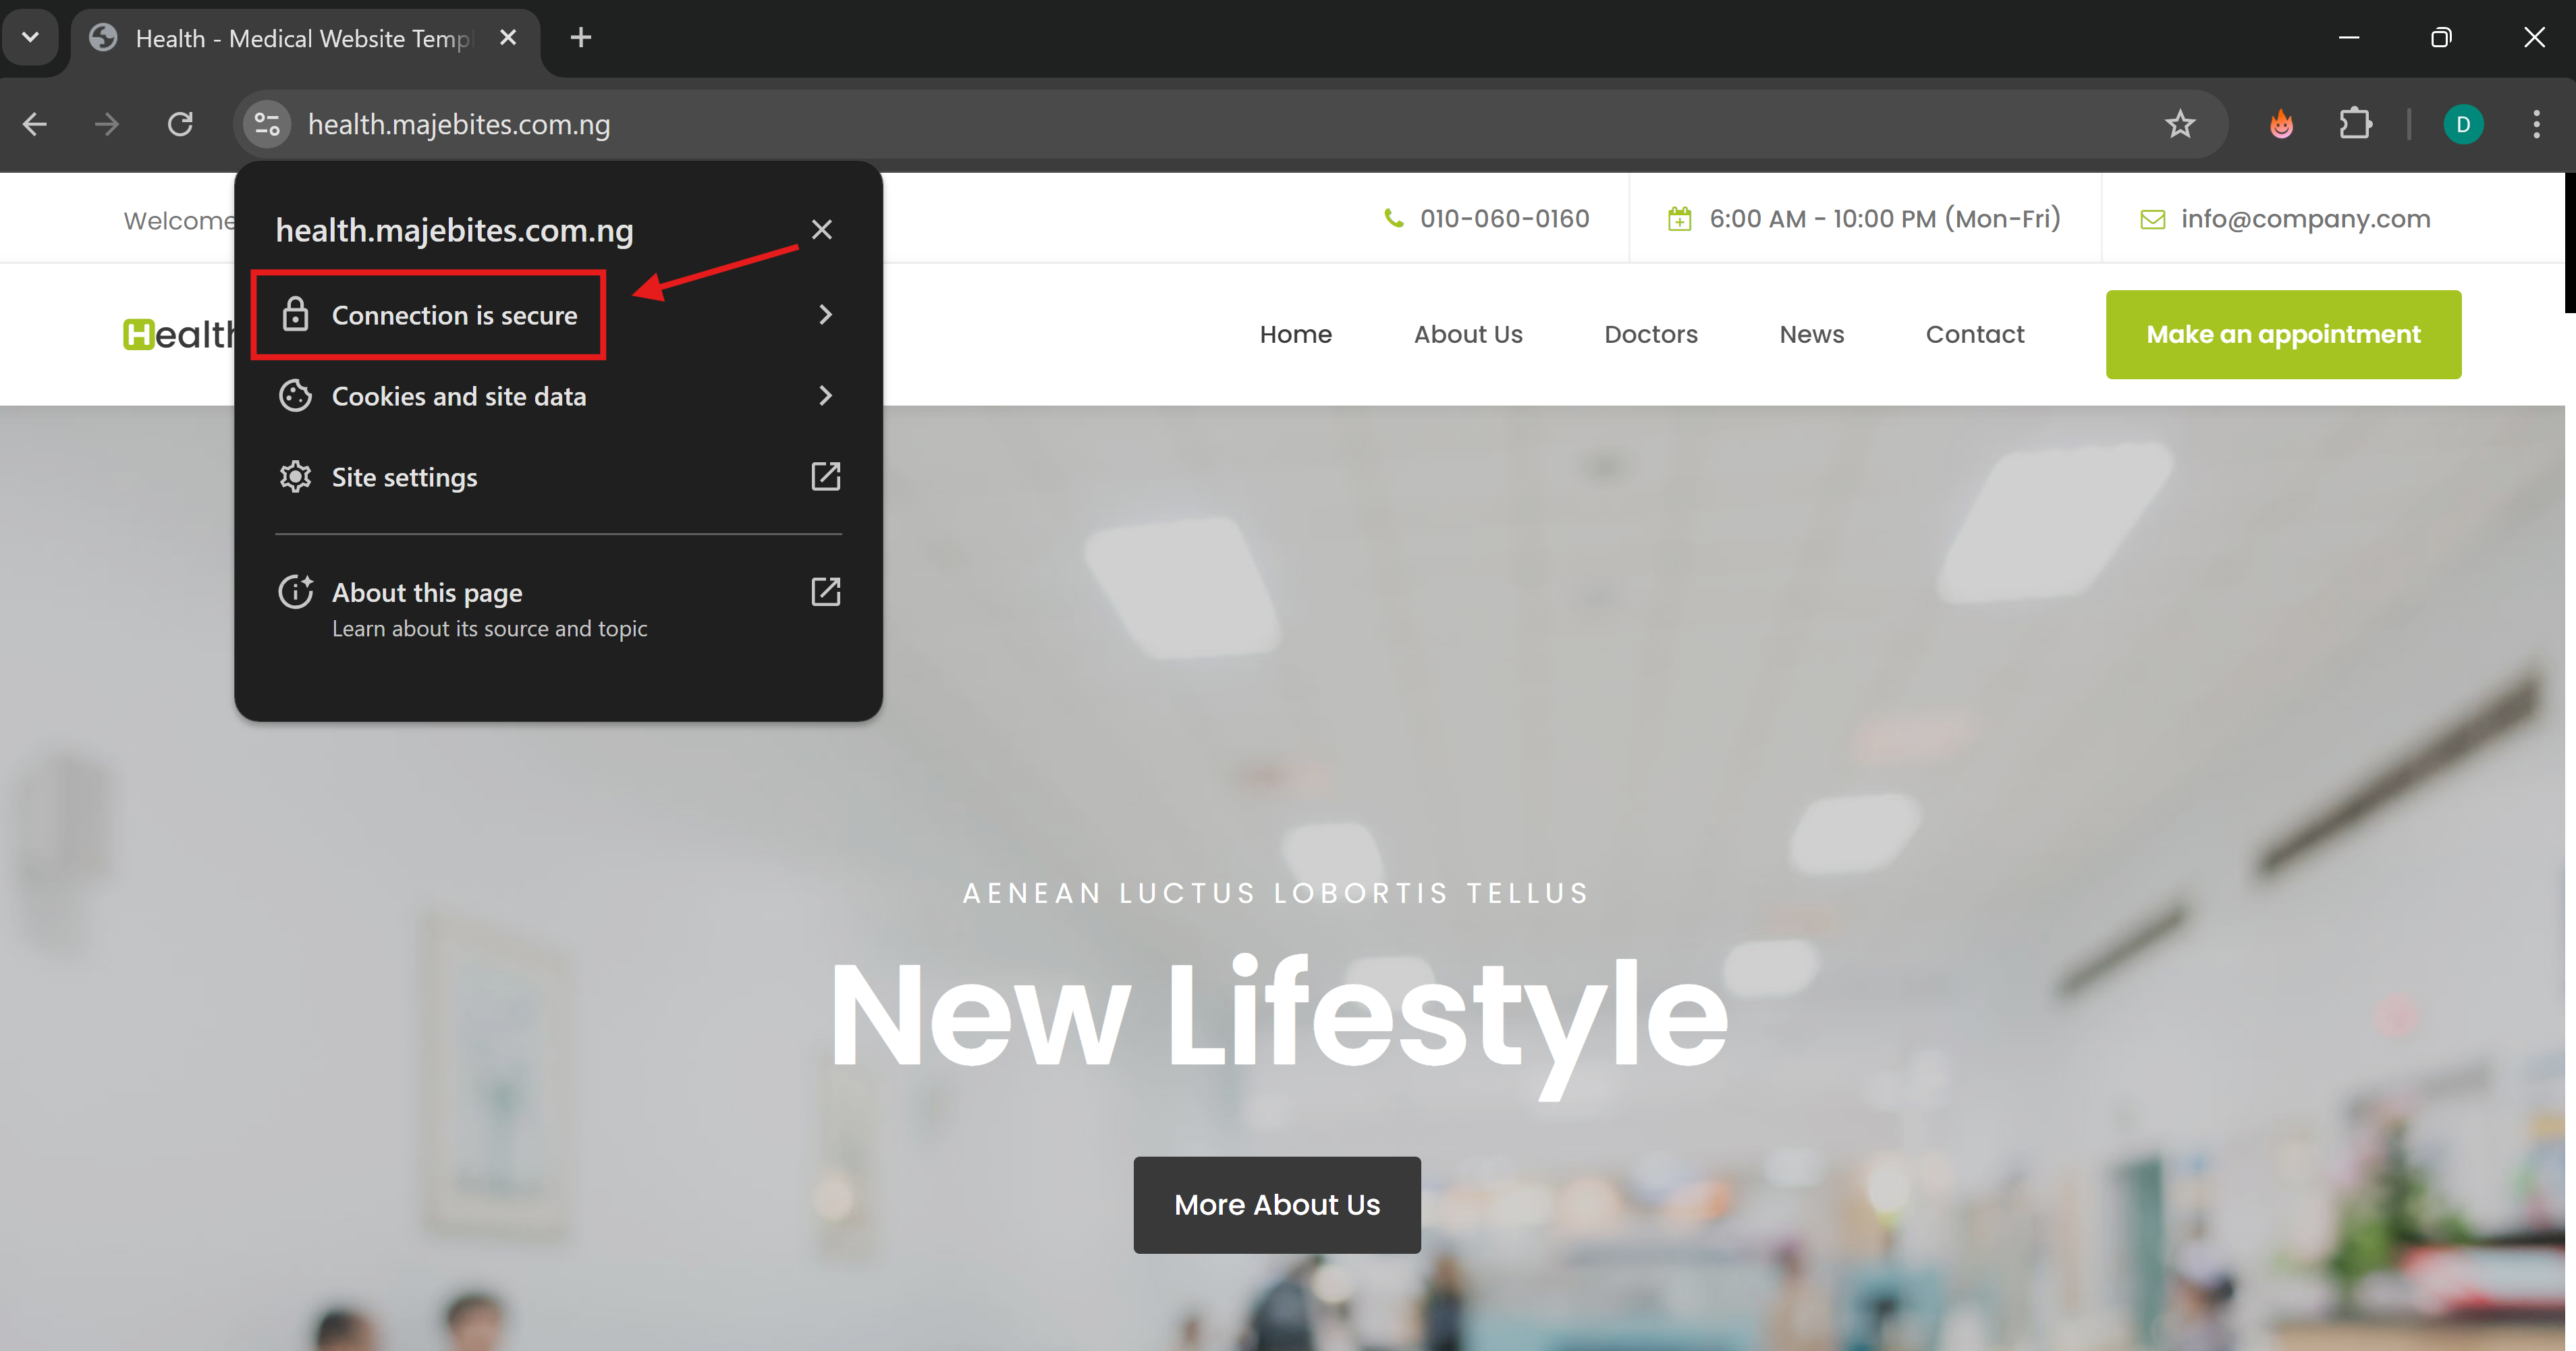 Health - Medical Website Temp
health.majebites.com.ng
D
health.majebites.com.ng
Connection is secure
Cookies and site data
Site settings
About this page
Learn about its source and topic
Welcome
010-060-0160
6:00 AM - 10:00 PM (Mon-Fri)
info@company.com
Health
Home
About Us
Doctors
News
Contact
Make an appointment
AENEAN LUCTUS LOBORTIS TELLUS
New Lifestyle
More About Us